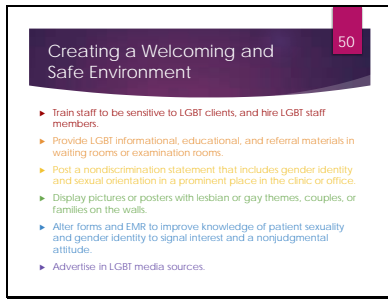 50
Creating a Welcoming and
Safe Environment
► Train staff to be sensitive to LGBT clients, and hire LGBT staff
members.
► Provide LGBT informational, educational, and referral materials in
waiting rooms or examination rooms.
► Post a nondiscrimination statement that includes gender identity
and sexual orientation in a prominent place in the clinic or office.
► Display pictures or posters with lesbian or gay themes, couples, or
families on the walls.
► Alter forms and EMR to improve knowledge of patient sexuality
and gender identity to signal interest and a nonjudgmental
attitude.
► Advertise in LGBT media sources.